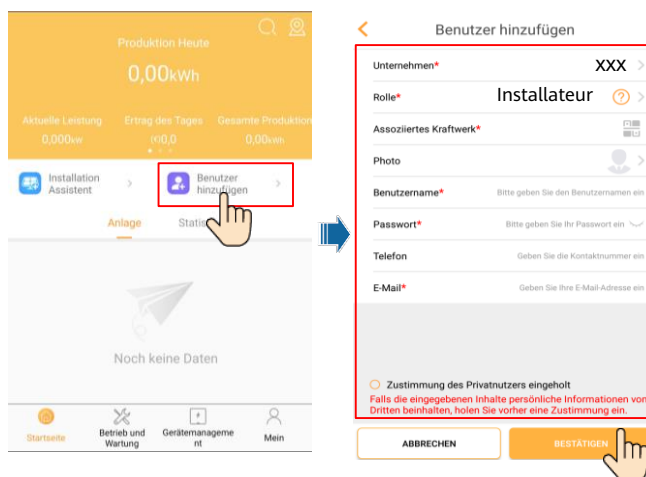 Produktion Heute
0,00kWh
Aktuelle Leistung Ertrag des Tages Gesamte Produktion
0,000kW (€)0,0 0,00kWh
Installation
Assistent
Benutzer
hinzufügen
Anlage Statis
Noch keine Daten
Startseite
Betrieb und
Wartung
Gerätemanageme
nt
Mein
Benutzer hinzufügen
Unternehmen* XXX
Rolle* Installateur ?
Assoziiertes Kraftwerk*
Photo
Benutzername* Bitte geben Sie den Benutzernamen ein
Passwort* Bitte geben Sie Ihr Passwort ein
Telefon Geben Sie die Kontaktnummer ein
E-Mail* Geben Sie Ihre E-Mail-Adresse ein
Zustimmung des Privatnutzers eingeholt
Falls die eingegebenen Inhalte persönliche Informationen von
Dritten beinhalten, holen Sie vorher eine Zustimmung ein.
ABBRECHEN BESTÄTIGEN